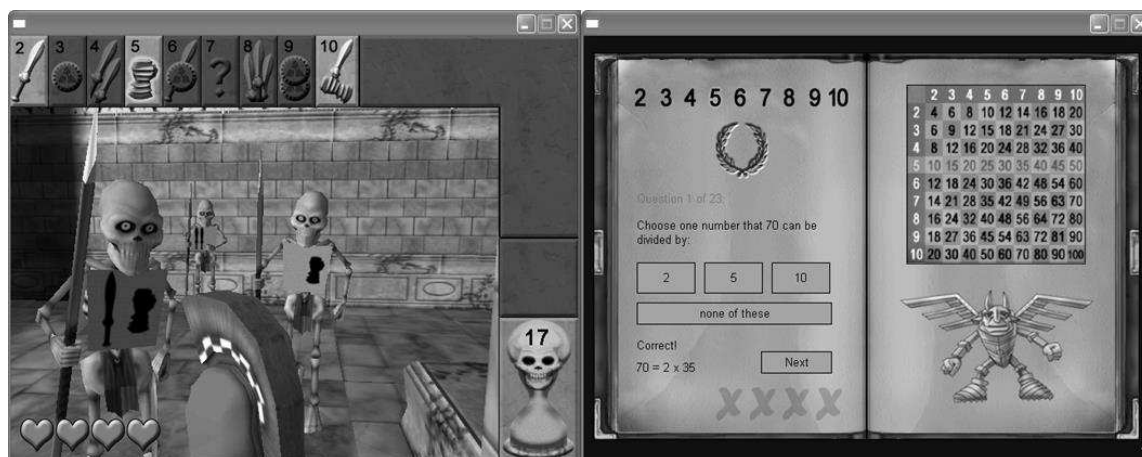 2 3 4 5 6 7 8 9 10
17
2 3 4 5 6 7 8 9 10
Question 1 of 23:
Choose one number that 70 can be
divided by:
2 5 10
none of these
Correct!
70 = 2 x 35
Next
X X X X
2 3 4 5 6 7 8 9 10
2 4 6 8 10 12 14 16 18 20
3 6 9 12 15 18 21 24 27 30
4 8 12 16 20 24 28 32 36 40
5 10 15 20 25 30 35 40 45 50
6 12 18 24 30 36 42 48 54 60
7 14 21 28 35 42 49 56 63 70
8 16 24 32 40 48 56 64 72 80
9 18 27 36 45 54 63 72 81 90
10 20 30 40 50 60 70 80 90 100